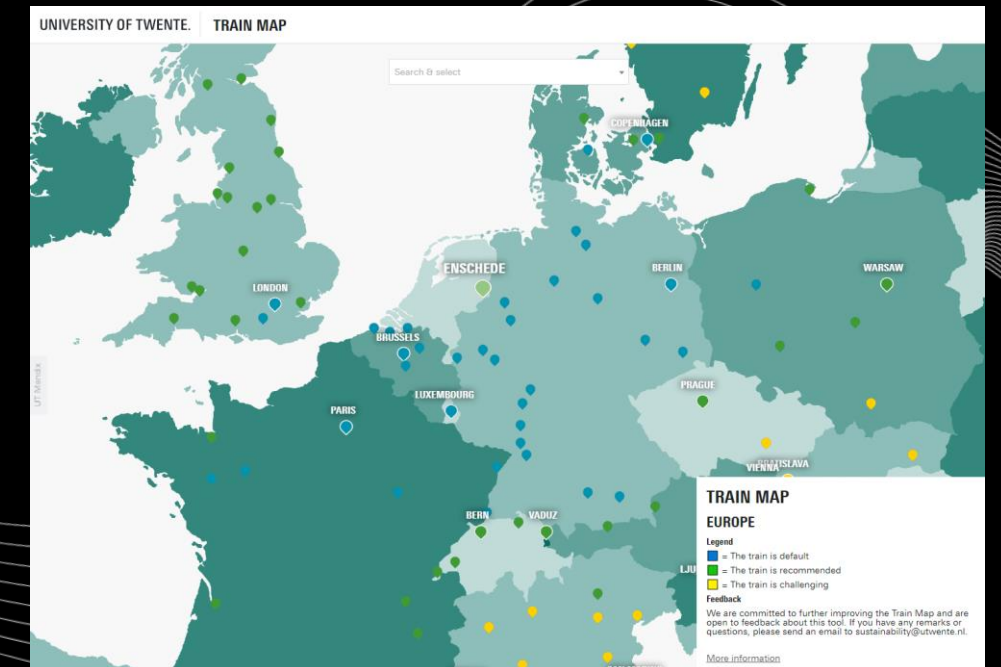 UNIVERSITY OF TWENTE. TRAIN MAP
Search & select
COPENHAGEN
ENSCHEDE
BERLIN
WARSAW
LONDON
BRUSSELS
PRAGUE
LUXEMBOURG
PARIS
UT Mendix
VIENNA
BERN
VADUZ
TRAIN MAP
EUROPE
Legend
= The train is default
= The train is recommended
= The train is challenging
Feedback
We are committed to further improving the Train Map and are
open to feedback about this tool. If you have any remarks or
questions, please send an email to sustainability@utwente.nl.
More information